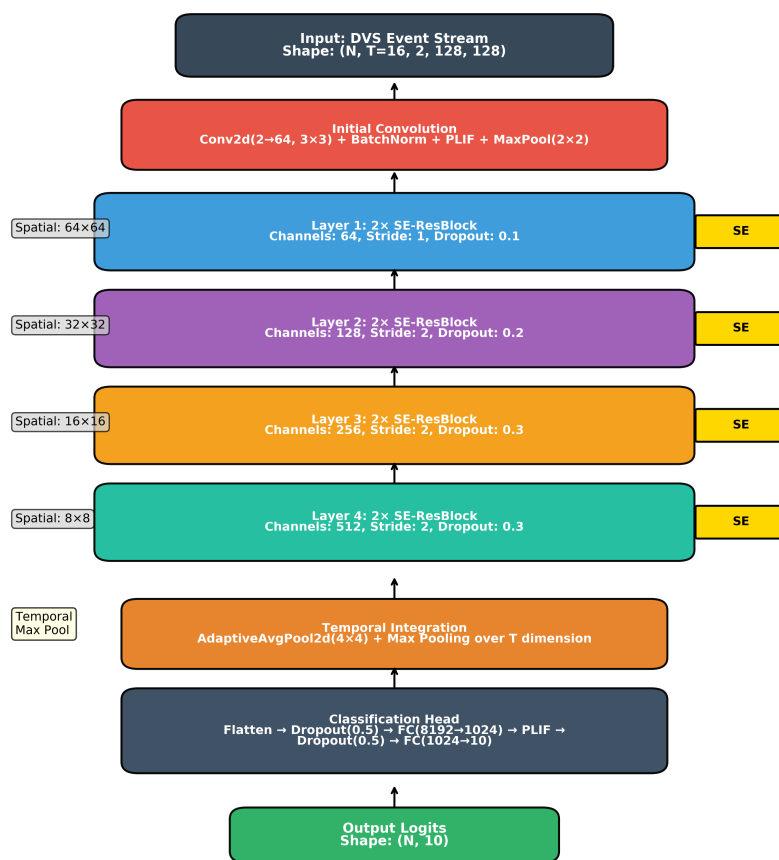 Input: DVS Event Stream
Shape: (N, T=16, 2, 128, 128)
Initial Convolution
Conv2d(2→64, 3×3) + BatchNorm + PLIF + MaxPool(2×2)
Spatial: 64×64
Layer 1: 2× SE-ResBlock
Channels: 64, Stride: 1, Dropout: 0.1
SE
Spatial: 32×32
Layer 2: 2× SE-ResBlock
Channels: 128, Stride: 2, Dropout: 0.2
SE
Spatial: 16×16
Layer 3: 2× SE-ResBlock
Channels: 256, Stride: 2, Dropout: 0.3
SE
Spatial: 8×8
Layer 4: 2× SE-ResBlock
Channels: 512, Stride: 2, Dropout: 0.3
SE
Temporal
Max Pool
Temporal Integration
AdaptiveAvgPool2d(4×4) + Max Pooling over T dimension
Classification Head
Flatten → Dropout(0.5) → FC(8192→1024) → PLIF →
Dropout(0.5) → FC(1024→10)
Output Logits
Shape: (N, 10)